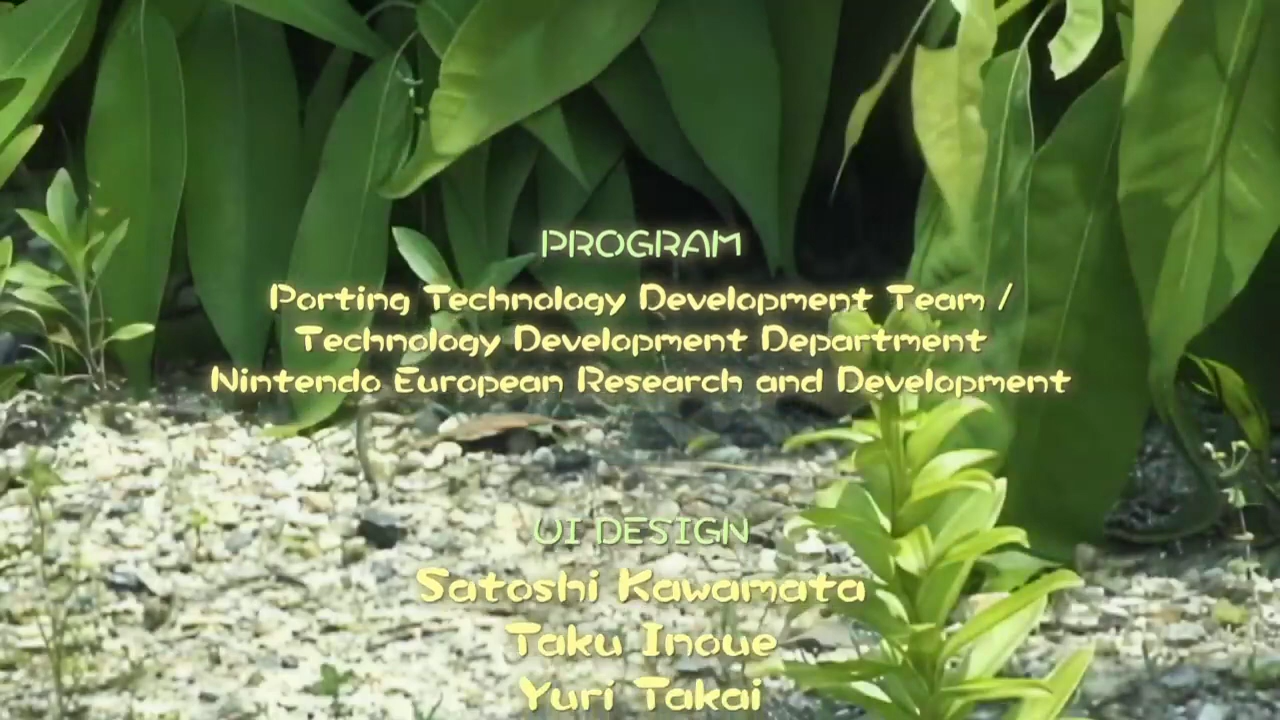 PROGRAM
Porting Technology Development Team /
Technology Development Department
Nintendo European Research and Development
UI DESIGN
Satoshi Kawamata
Taku Inoue
Yuri Takai